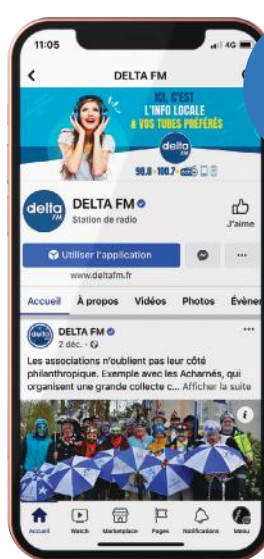 11:05
4G
DELTA FM
ICI, C'EST
L'INFO LOCALE
& VOS TUBES PRÉFÉRÉS
delta
FM
98.8 - 100.7 -
delta
FM
DELTA FM
Station de radio
J'aime
Utiliser l'application
www.deltafm.fr
Accueil À propos Vidéos Photos Évène
delta
DELTA FM
2 déc.
Les associations n'oublient pas leur côté
philanthropique. Exemple avec les Acharnés, qui
organisent une grande collecte c... Afficher la suite
Accueil Watch Marketplace Pages Notifications Menu